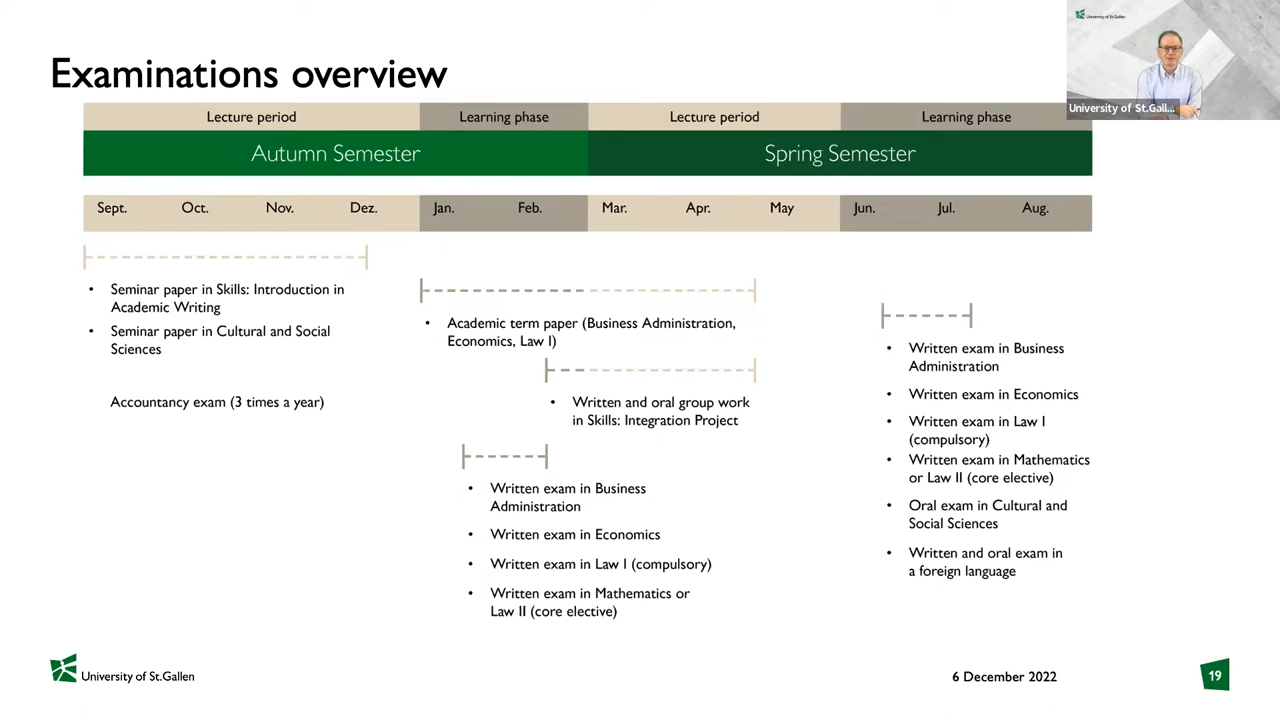 University of St.Gallen
University of St.Gall...
Examinations overview
Lecture period
Learning phase
Lecture period
Learning phase
Autumn Semester
Spring Semester
Sept.
Oct.
Nov.
Dez.
Jan.
Feb.
Mar.
Apr.
May
Jun.
Jul.
Aug.
• Seminar paper in Skills: Introduction in
Academic Writing
• Seminar paper in Cultural and Social
Sciences
Accountancy exam (3 times a year)
• Academic term paper (Business Administration,
Economics, Law I)
• Written and oral group work
in Skills: Integration Project
• Written exam in Business
Administration
• Written exam in Economics
• Written exam in Law I (compulsory)
• Written exam in Mathematics or
Law II (core elective)
• Written exam in Business
Administration
• Written exam in Economics
• Written exam in Law I
(compulsory)
• Written exam in Mathematics
or Law II (core elective)
• Oral exam in Cultural and
Social Sciences
• Written and oral exam in
a foreign language
University of St.Gallen
6 December 2022
19